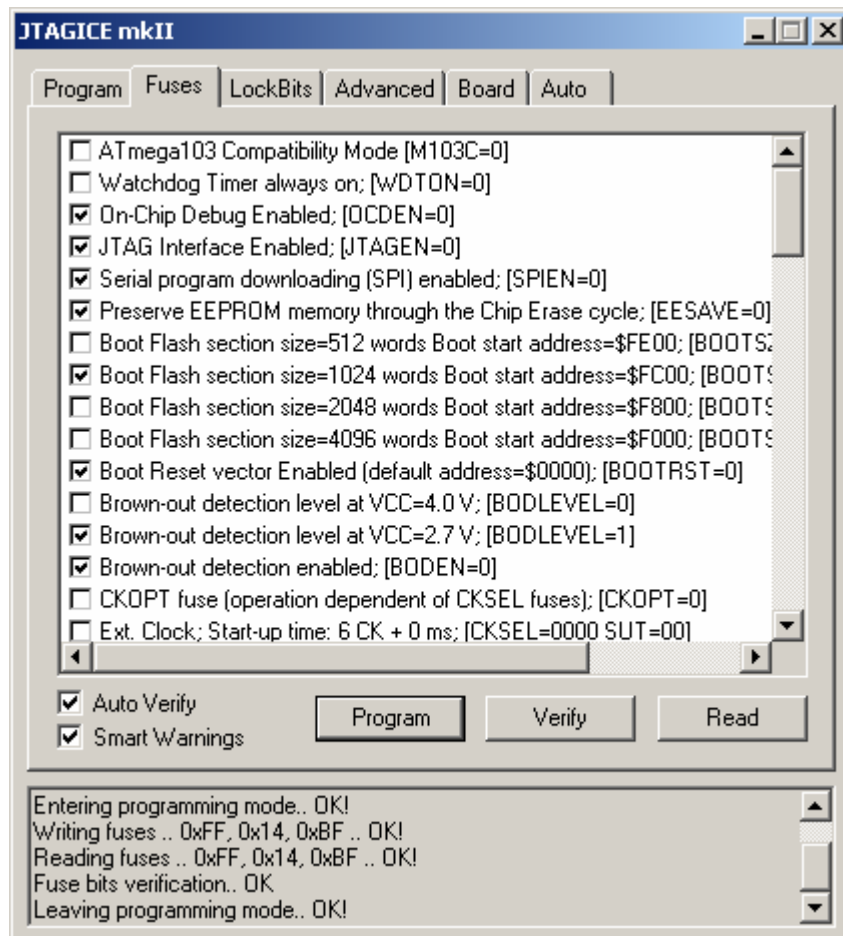 JTAGICE mkII
Program Fuses LockBits Advanced Board Auto
ATmega103 Compatibility Mode [M103C=0]
Watchdog Timer always on; [WDTON=0]
On-Chip Debug Enabled; [OCDEN=0]
JTAG Interface Enabled; [JTAGEN=0]
Serial program downloading (SPI) enabled; [SPIEN=0]
Preserve EEPROM memory through the Chip Erase cycle; [EESAVE=0]
Boot Flash section size=512 words Boot start address=$FE00; [BOOTSZ
Boot Flash section size=1024 words Boot start address=$FC00; [BOOTS
Boot Flash section size=2048 words Boot start address=$F800; [BOOTS
Boot Flash section size=4096 words Boot start address=$F000; [BOOTS
Boot Reset vector Enabled (default address=$0000); [BOOTRST=0]
Brown-out detection level at VCC=4.0 V; [BODLEVEL=0]
Brown-out detection level at VCC=2.7 V; [BODLEVEL=1]
Brown-out detection enabled; [BODEN=0]
CKOPT fuse (operation dependent of CKSEL fuses); [CKOPT=0]
Ext. Clock; Start-up time: 6 CK + 0 ms; [CKSEL=0000 SUT=00]
Auto Verify
Smart Warnings
Program Verify Read
Entering programming mode.. OK!
Writing fuses .. 0xFF, 0x14, 0xBF .. OK!
Reading fuses .. 0xFF, 0x14, 0xBF .. OK!
Fuse bits verification.. OK
Leaving programming mode.. OK!